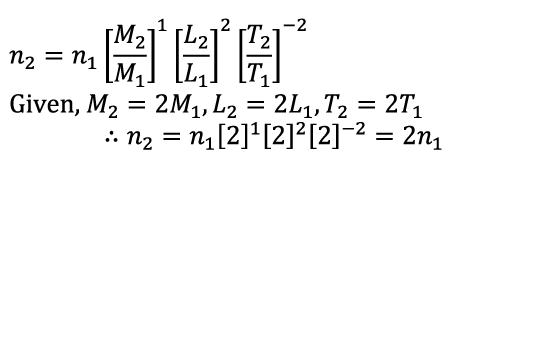 n₂ = n₁ [M₂/M₁]¹ [L₂/L₁]² [T₂/T₁]⁻²
Given, M₂ = 2M₁, L₂ = 2L₁, T₂ = 2T₁
∴ n₂ = n₁[2]¹[2]²[2]⁻² = 2n₁